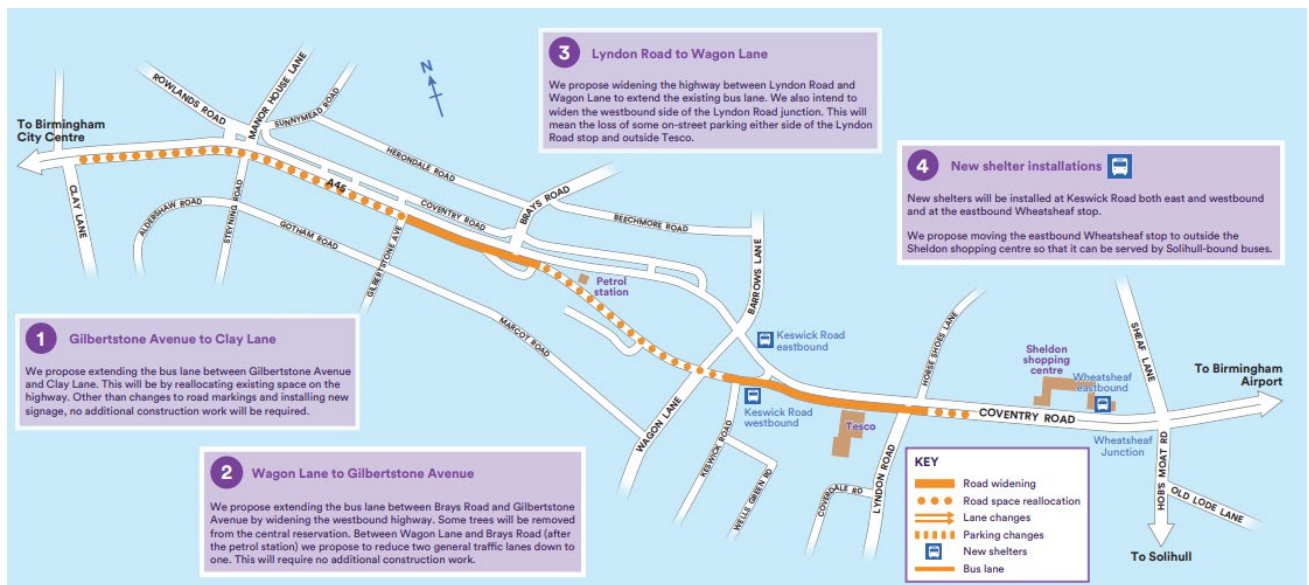 3
Lyndon Road to Wagon Lane
We propose widening the highway between Lyndon Road and
Wagon Lane to extend the existing bus lane. We also intend to
widen the westbound side of the Lyndon Road junction. This will
mean the loss of some on-street parking either side of the Lyndon
Road stop and outside Tesco.
N
ROWLANDS ROAD
MANOR HOUSE LANE
SUNNYMEAD ROAD
To Birmingham
City Centre
HERONDALE ROAD
4
New shelter installations
New shelters will be installed at Keswick Road both east and westbound
and at the eastbound Wheatsheaf stop.
We propose moving the eastbound Wheatsheaf stop to outside the
Sheldon shopping centre so that it can be served by Solihull-bound buses.
CLAY LANE
ALDERSHAW ROAD
STEYNING ROAD
A45
COVENTRY ROAD
BRAYS ROAD
BEECHMORE ROAD
GOTHAM ROAD
GILBERTSTONE AVE
Petrol
station
BARROWS LANE
MARCOT ROAD
Keswick Road
eastbound
HORSE SHOES LANE
SHEAF LANE
Sheldon
shopping
centre
Wheatsheaf
eastbound
To Birmingham
Airport
1
Gilbertstone Avenue to Clay Lane
We propose extending the bus lane between Gilbertstone Avenue
and Clay Lane. This will be by reallocating existing space on the
highway. Other than changes to road markings and installing new
signage, no additional construction work will be required.
WAGON LANE
Keswick Road
westbound
Tesco
COVENTRY ROAD
Wheatsheaf
Junction
KESWICK ROAD
WELLS GREEN RD
COVERDALE RD
LYNDON ROAD
HOB'S MOAT RD
OLD LODE LANE
To Solihull
2
Wagon Lane to Gilbertstone Avenue
We propose extending the bus lane between Brays Road and Gilbertstone
Avenue by widening the westbound highway. Some trees will be removed
from the central reservation. Between Wagon Lane and Brays Road (after
the petrol station) we propose to reduce two general traffic lanes down to
one. This will require no additional construction work.
KEY
Road widening
Road space reallocation
Lane changes
Parking changes
New shelters
Bus lane